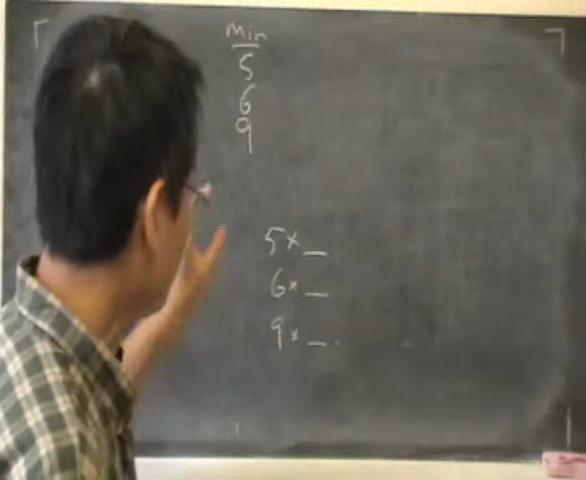 Min
5
6
9
5 × _
6 × _
9 × _.